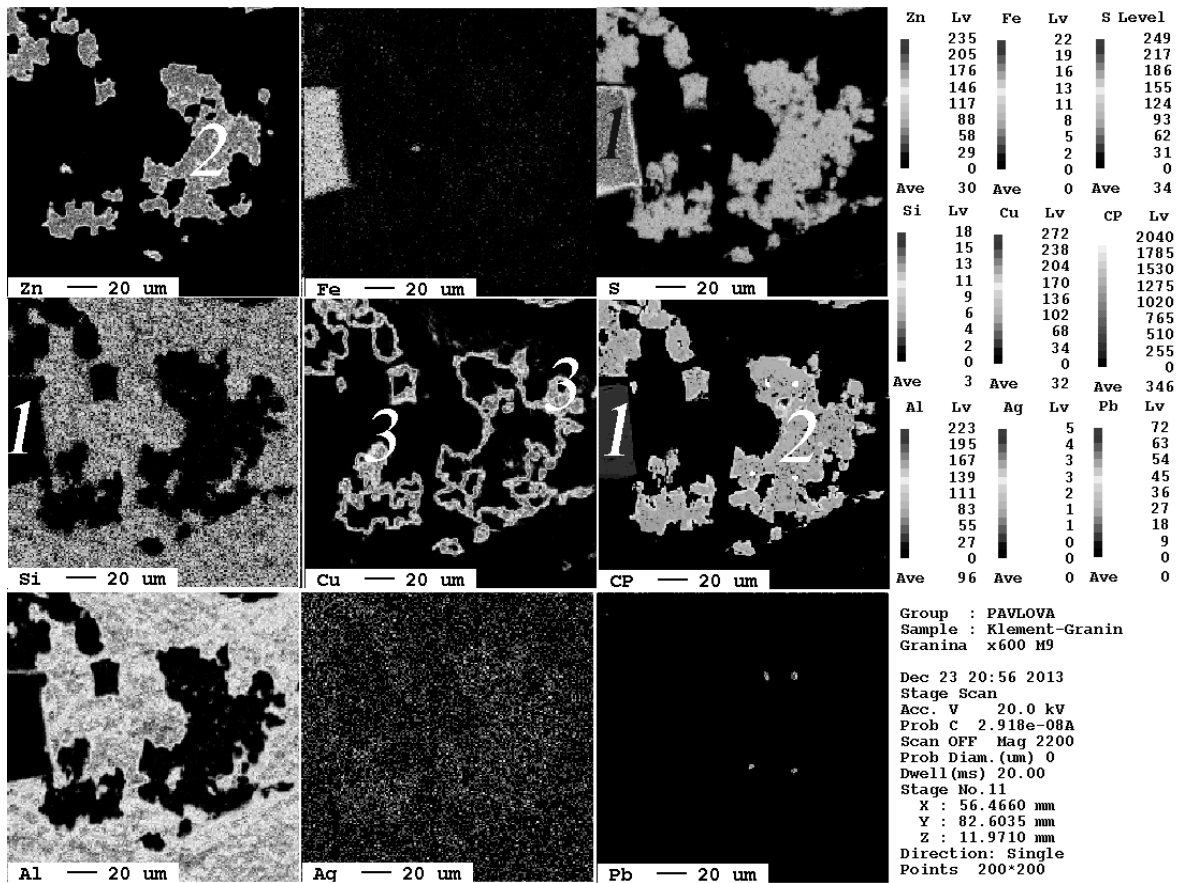 2
1
Zn 20 um
Fe 20 um
S 20 um
1
3
3
1
2
Si 20 um
Cu 20 um
CP 20 um
Al 20 um
Ag 20 um
Pb 20 um
Zn Lv
235
205
176
146
117
88
58
29
0
Ave 30
Fe Lv
22
19
16
13
11
8
5
2
0
Ave 0
S Level
249
217
186
155
124
93
62
31
0
Ave 34
Si Lv
18
15
13
11
9
6
4
2
0
Ave 3
Cu Lv
272
238
204
170
136
102
68
34
0
Ave 32
CP Lv
2040
1785
1530
1275
1020
765
510
255
0
Ave 346
Al Lv
223
195
167
139
111
83
55
27
0
Ave 96
Ag Lv
5
4
3
3
2
1
1
0
0
Ave 0
Pb Lv
72
63
54
45
36
27
18
9
0
Ave 0
Group : PAVLOVA
Sample : Klement-Granin
Granina x600 M9
Dec 23 20:56 2013
Stage Scan
Acc. V 20.0 kV
Prob C 2.918e-08A
Scan OFF Mag 2200
Prob Diam.(um) 0
Dwell(ms) 20.00
Stage No.11
X : 56.4660 mm
Y : 82.6035 mm
Z : 11.9710 mm
Direction: Single
Points 200*200